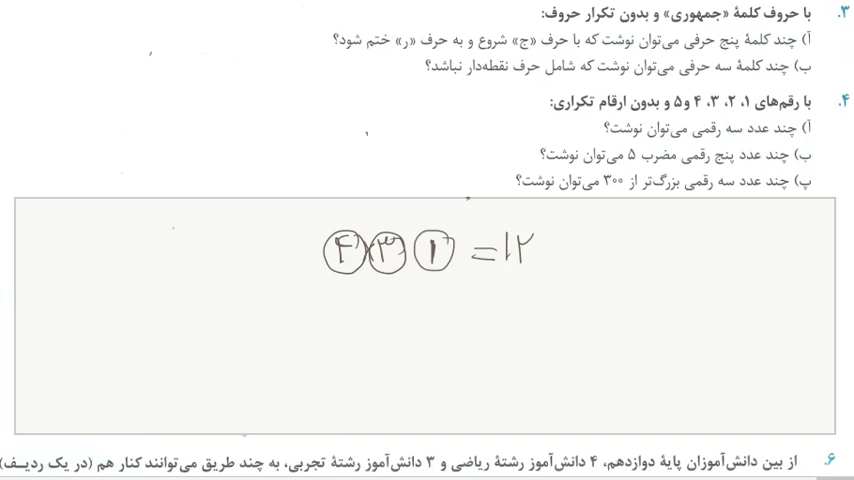 ۳. با حروف کلمهٔ «جمهوری» و بدون تکرار حروف:
آ) چند کلمهٔ پنج حرفی می‌توان نوشت که با حرف «ج» شروع و به حرف «ر» ختم شود؟
ب) چند کلمهٔ سه حرفی می‌توان نوشت که شامل حرف نقطه‌دار نباشد؟
۴. با رقم‌های ۱، ۲، ۳، ۴ و ۵ و بدون ارقام تکراری:
آ) چند عدد سه رقمی می‌توان نوشت؟
ب) چند عدد پنج رقمی مضرب ۵ می‌توان نوشت؟
پ) چند عدد سه رقمی بزرگ‌تر از ۳۰۰ می‌توان نوشت؟
۴ × ۳ ۱ = ۱۲
۶. از بین دانش‌آموزان پایهٔ دوازدهم، ۴ دانش‌آموز رشتهٔ ریاضی و ۳ دانش‌آموز رشتهٔ تجربی، به چند طریق می‌توانند کنار هم (در یک ردیـف)